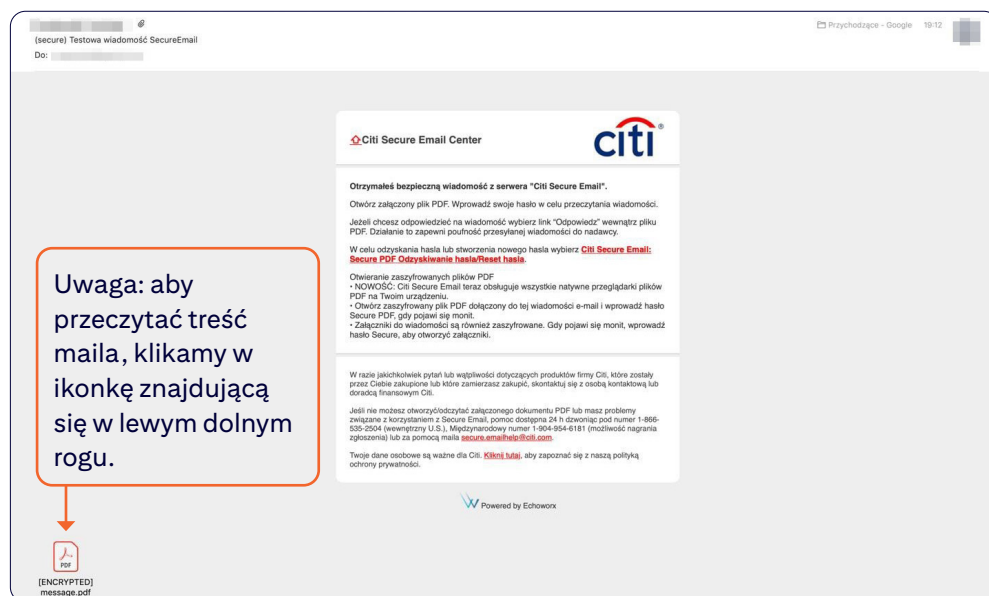 (secure) Testowa wiadomość SecureEmail
Do:
Przychodzące - Google 19:12
Citi Secure Email Center
citi®
Otrzymałeś bezpieczną wiadomość z serwera "Citi Secure Email".
Otwórz załączony plik PDF. Wprowadź swoje hasło w celu przeczytania wiadomości.
Jeżeli chcesz odpowiedzieć na wiadomość wybierz link "Odpowiedz" wewnątrz pliku
PDF. Działanie to zapewni poufność przesyłanej wiadomości do nadawcy.
W celu odzyskania hasla lub stworzenia nowego hasla wybierz Citi Secure Email:
Secure PDF Odzyskiwanie hasla/Reset hasla.
Otwieranie zaszyfrowanych plików PDF
• NOWOŚĆ: Citi Secure Email teraz obsługuje wszystkie natywne przeglądarki plików
PDF na Twoim urządzeniu.
• Otwórz zaszyfrowany plik PDF dołączony do tej wiadomości e-mail i wprowadź hasło
Secure PDF, gdy pojawi się monit.
• Załączniki do wiadomości są również zaszyfrowane. Gdy pojawi się monit, wprowadź
hasło Secure, aby otworzyć załączniki.
W razie jakichkolwiek pytań lub wątpliwości dotyczących produktów firmy Citi, które zostały
przez Ciebie zakupione lub które zamierzasz zakupić, skontaktuj się z osobą kontaktową lub
doradcą finansowym Citi.
Jeśli nie możesz otworzyć/odczytać załączonego dokumentu PDF lub masz problemy
związane z korzystaniem z Secure Email, pomoc dostępna 24 h dzwoniąc pod numer 1-866-
535-2504 (wewnętrzny U.S.), Międzynarodowy numer 1-904-954-6181 (możliwość nagrania
zgłoszenia) lub za pomocą maila secure.emailhelp@citi.com.
Twoje dane osobowe są ważne dla Citi. Kliknij tutaj, aby zapoznać się z naszą polityką
ochrony prywatności.
Powered by Echoworx
Uwaga: aby
przeczytać treść
maila, klikamy w
ikonkę znajdującą
się w lewym dolnym
rogu.
PDF
[ENCRYPTED]
message.pdf